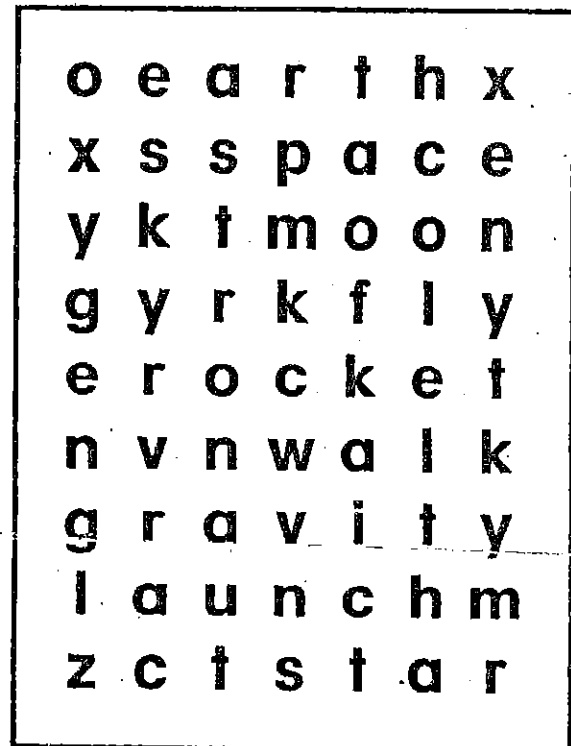 o e a r t h x
x s s p a c e
y k t m o o n
g y r k f l y
e r o c k e t
n v n w a l k
g r a v i t y
l a u n c h m
z c t s t a r